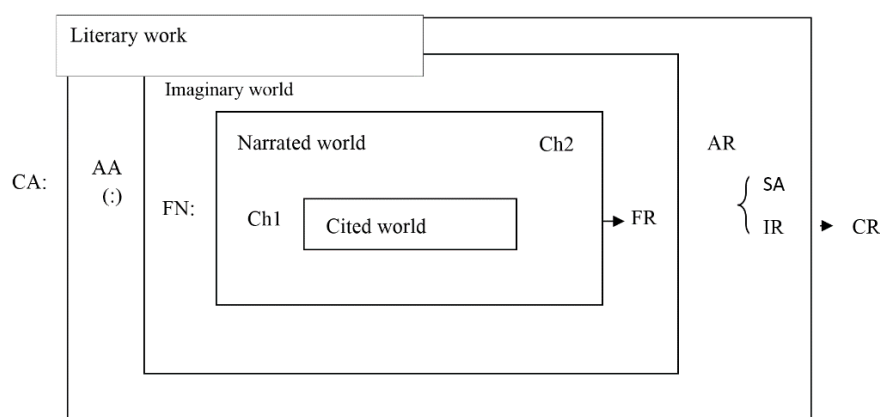 Literary work
Imaginary world
Narrated world
Ch2
AR
CA:
AA
(:)
SA
FN:
Ch1
Cited world
FR
IR
CR